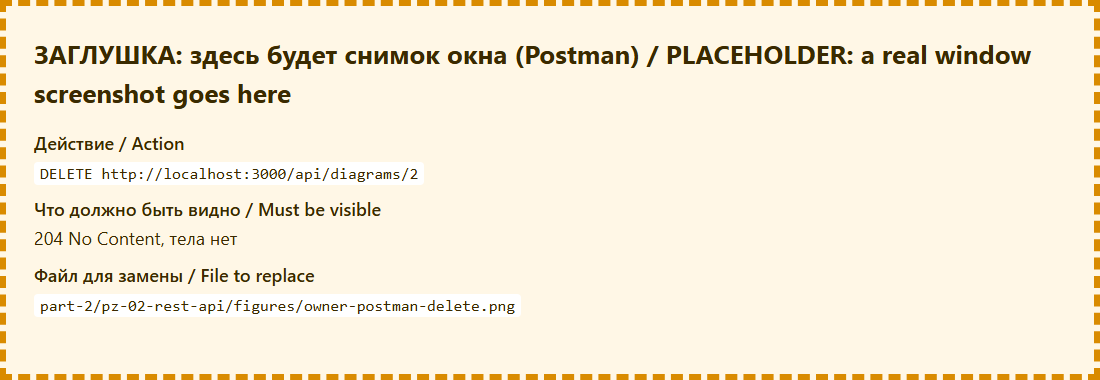 ЗАГЛУШКА: здесь будет снимок окна (Postman) / PLACEHOLDER: a real window
screenshot goes here
Действие / Action
DELETE http://localhost:3000/api/diagrams/2
Что должно быть видно / Must be visible
204 No Content, тела нет
Файл для замены / File to replace
part-2/pz-02-rest-api/figures/owner-postman-delete.png